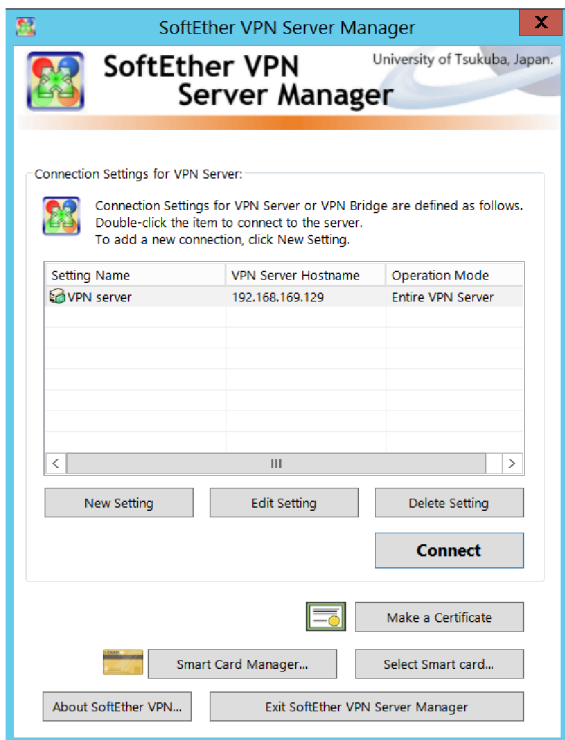 SoftEther VPN Server Manager
X
University of Tsukuba, Japan.
SoftEther VPN
Server Manager
Connection Settings for VPN Server:
Connection Settings for VPN Server or VPN Bridge are defined as follows.
Double-click the item to connect to the server.
To add a new connection, click New Setting.
Setting Name VPN Server Hostname Operation Mode
VPN server 192.168.169.129 Entire VPN Server
New Setting Edit Setting Delete Setting
Connect
Make a Certificate
Smart Card Manager... Select Smart card...
About SoftEther VPN... Exit SoftEther VPN Server Manager